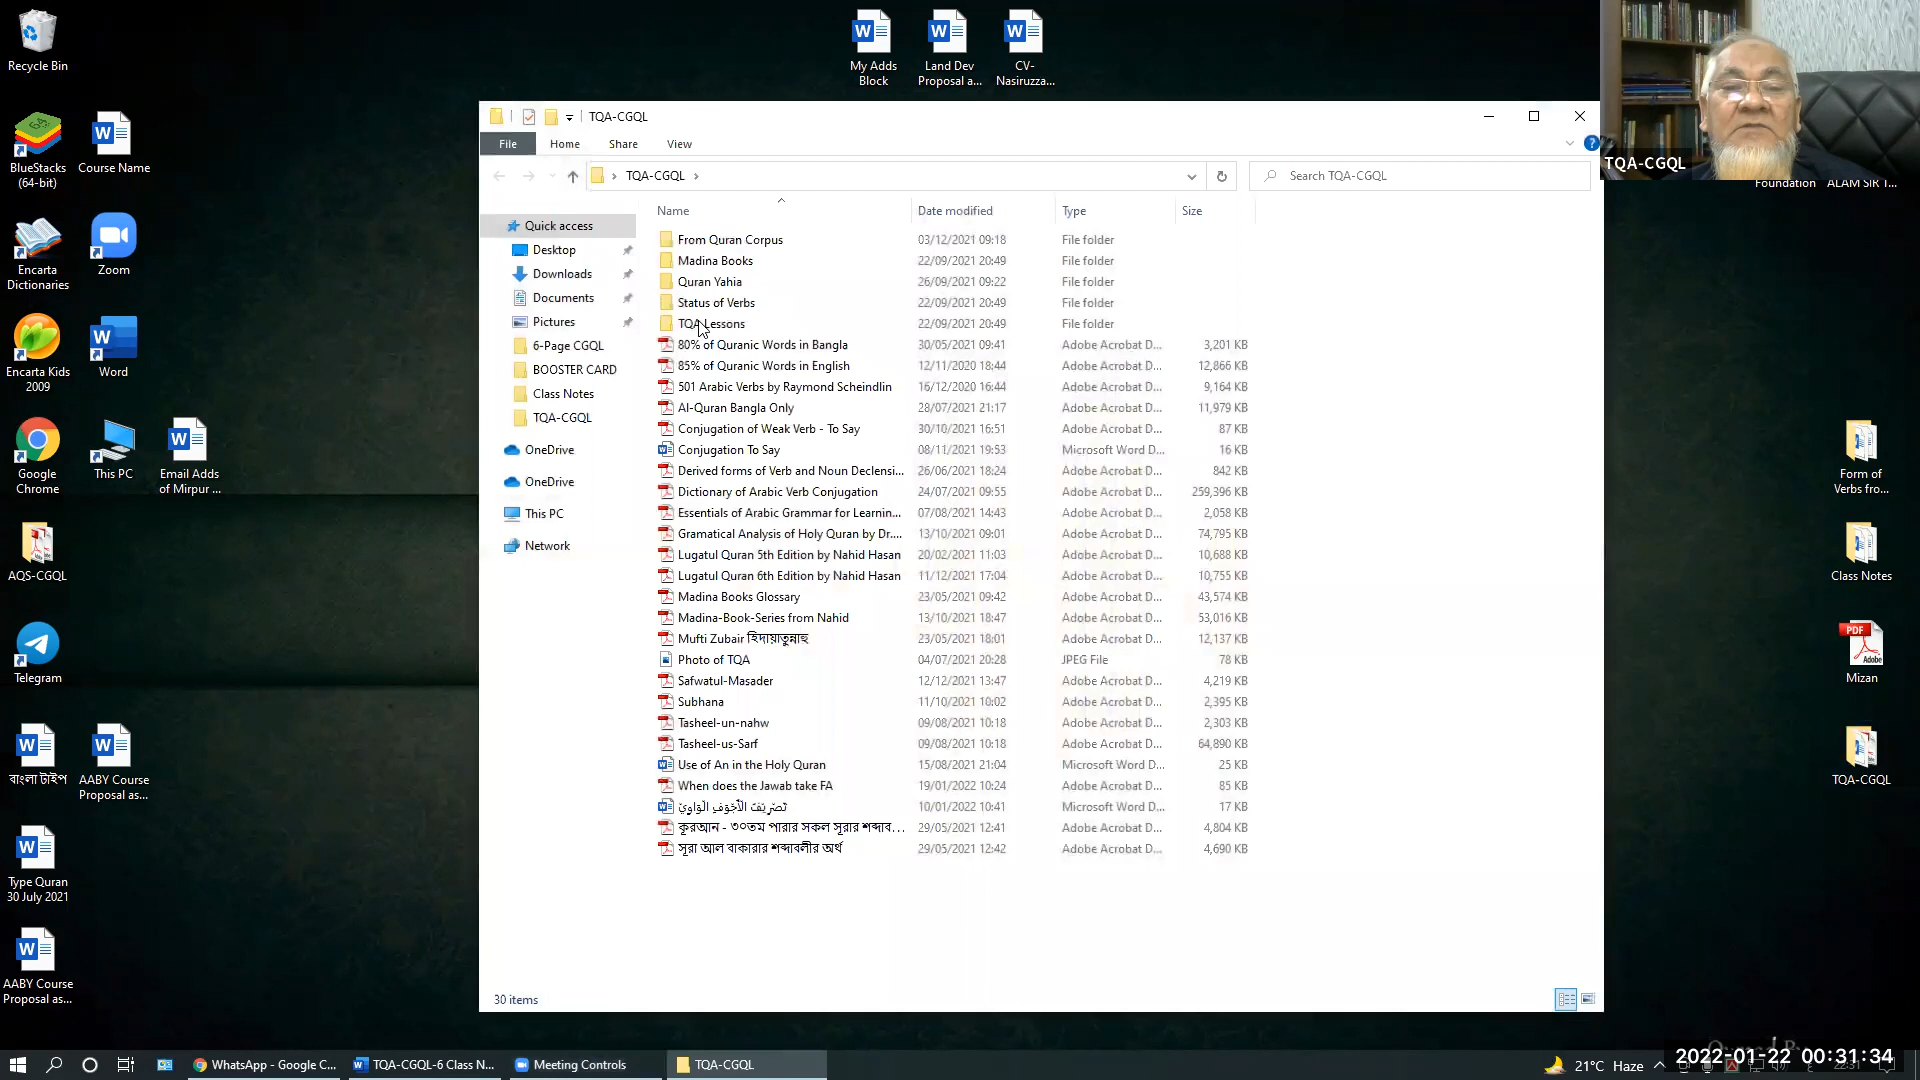 Recycle Bin
My Adds
Block
Land Dev
Proposal a...
CV-
Nasiruzza...
TQA-CGQL
Foundation
ALAM SIR T...
BlueStacks
(64-bit)
Course Name
Encarta
Dictionaries
Zoom
Encarta Kids
2009
Word
Google
Chrome
This PC
Email Adds
of Mirpur ...
AQS-CGQL
Telegram
বাংলা টাইপ
AABY Course
Proposal as...
Type Quran
30 July 2021
AABY Course
Proposal as...
TQA-CGQL
File Home Share View
TQA-CGQL
Search TQA-CGQL
Quick access
Desktop
Downloads
Documents
Pictures
6-Page CGQL
BOOSTER CARD
Class Notes
TQA-CGQL
OneDrive
OneDrive
This PC
Network
Name Date modified Type Size
From Quran Corpus 03/12/2021 09:18 File folder
Madina Books 22/09/2021 20:49 File folder
Quran Yahia 26/09/2021 09:22 File folder
Status of Verbs 22/09/2021 20:49 File folder
TQA Lessons 22/09/2021 20:49 File folder
80% of Quranic Words in Bangla 30/05/2021 09:41 Adobe Acrobat D... 3,201 KB
85% of Quranic Words in English 12/11/2020 18:44 Adobe Acrobat D... 12,866 KB
501 Arabic Verbs by Raymond Scheindlin 16/12/2020 16:44 Adobe Acrobat D... 9,164 KB
Al-Quran Bangla Only 28/07/2021 21:17 Adobe Acrobat D... 11,979 KB
Conjugation of Weak Verb - To Say 30/10/2021 16:51 Adobe Acrobat D... 87 KB
Conjugation To Say 08/11/2021 19:53 Microsoft Word D... 16 KB
Derived forms of Verb and Noun Declensi... 26/06/2021 18:24 Adobe Acrobat D... 842 KB
Dictionary of Arabic Verb Conjugation 24/07/2021 09:55 Adobe Acrobat D... 259,396 KB
Essentials of Arabic Grammar for Learnin... 07/08/2021 14:43 Adobe Acrobat D... 2,058 KB
Gramatical Analysis of Holy Quran by Dr.... 13/10/2021 09:01 Adobe Acrobat D... 74,795 KB
Lugatul Quran 5th Edition by Nahid Hasan 20/02/2021 11:03 Adobe Acrobat D... 10,688 KB
Lugatul Quran 6th Edition by Nahid Hasan 11/12/2021 17:04 Adobe Acrobat D... 10,755 KB
Madina Books Glossary 23/05/2021 09:42 Adobe Acrobat D... 43,574 KB
Madina-Book-Series from Nahid 13/10/2021 18:47 Adobe Acrobat D... 53,016 KB
Mufti Zubair হিদায়াতুন্নাহু 23/05/2021 18:01 Adobe Acrobat D... 12,137 KB
Photo of TQA 04/07/2021 20:28 JPEG File 78 KB
Safwatul-Masader 12/12/2021 13:47 Adobe Acrobat D... 4,219 KB
Subhana 11/10/2021 10:02 Adobe Acrobat D... 2,395 KB
Tasheel-un-nahw 09/08/2021 10:18 Adobe Acrobat D... 2,303 KB
Tasheel-us-Sarf 09/08/2021 10:18 Adobe Acrobat D... 64,890 KB
Use of An in the Holy Quran 15/08/2021 21:04 Microsoft Word D... 25 KB
When does the Jawab take FA 19/01/2022 10:24 Adobe Acrobat D... 85 KB
تَصْرِيْفُ الْأَجْوَفِ الْوَاوِيِّ 10/01/2022 10:41 Microsoft Word D... 17 KB
কুরআন - ৩০তম পারার সকল সূরার শব্দাব... 29/05/2021 12:41 Adobe Acrobat D... 4,804 KB
সূরা আল বাকারার শব্দাবলীর অর্থ 29/05/2021 12:42 Adobe Acrobat D... 4,690 KB
30 items
Form of
Verbs fro...
Class Notes
PDF
Adobe
Mizan
TQA-CGQL
WhatsApp - Google C...
TQA-CGQL-6 Class N...
Meeting Controls
TQA-CGQL
21°C Haze
2022-01-22 00:31:34